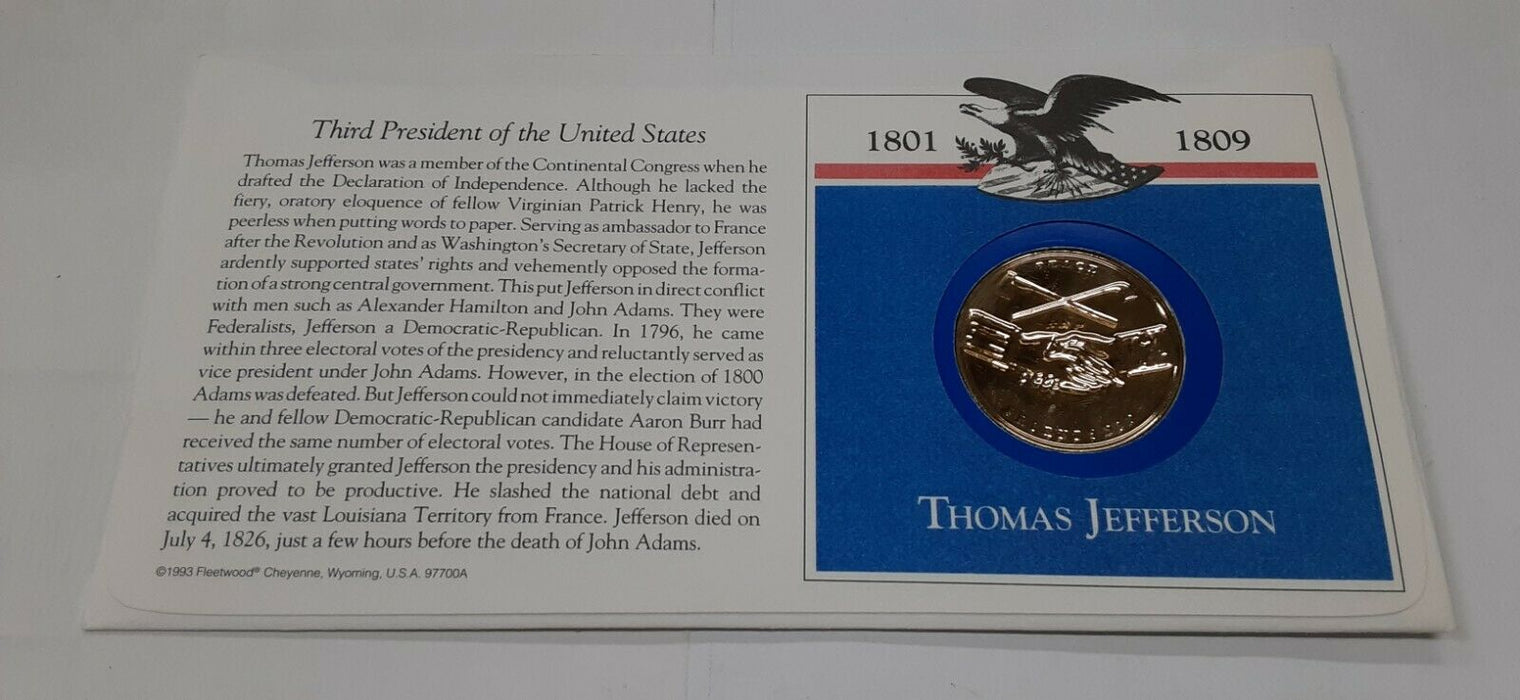 Third President of the United States
Thomas Jefferson was a member of the Continental Congress when he
drafted the Declaration of Independence. Although he lacked the
fiery, oratory eloquence of fellow Virginian Patrick Henry, he was
peerless when putting words to paper. Serving as ambassador to France
after the Revolution and as Washington's Secretary of State, Jefferson
ardently supported states' rights and vehemently opposed the forma-
tion of a strong central government. This put Jefferson in direct conflict
with men such as Alexander Hamilton and John Adams. They were
Federalists, Jefferson a Democratic-Republican. In 1796, he came
within three electoral votes of the presidency and reluctantly served as
vice president under John Adams. However, in the election of 1800
Adams was defeated. But Jefferson could not immediately claim victory
— he and fellow Democratic-Republican candidate Aaron Burr had
received the same number of electoral votes. The House of Represen-
tatives ultimately granted Jefferson the presidency and his administra-
tion proved to be productive. He slashed the national debt and
acquired the vast Louisiana Territory from France. Jefferson died on
July 4, 1826, just a few hours before the death of John Adams.
©1993 Fleetwood® Cheyenne, Wyoming, U.S.A. 97700A
1801 1809
PEACE
FRIENDSHIP
THOMAS JEFFERSON